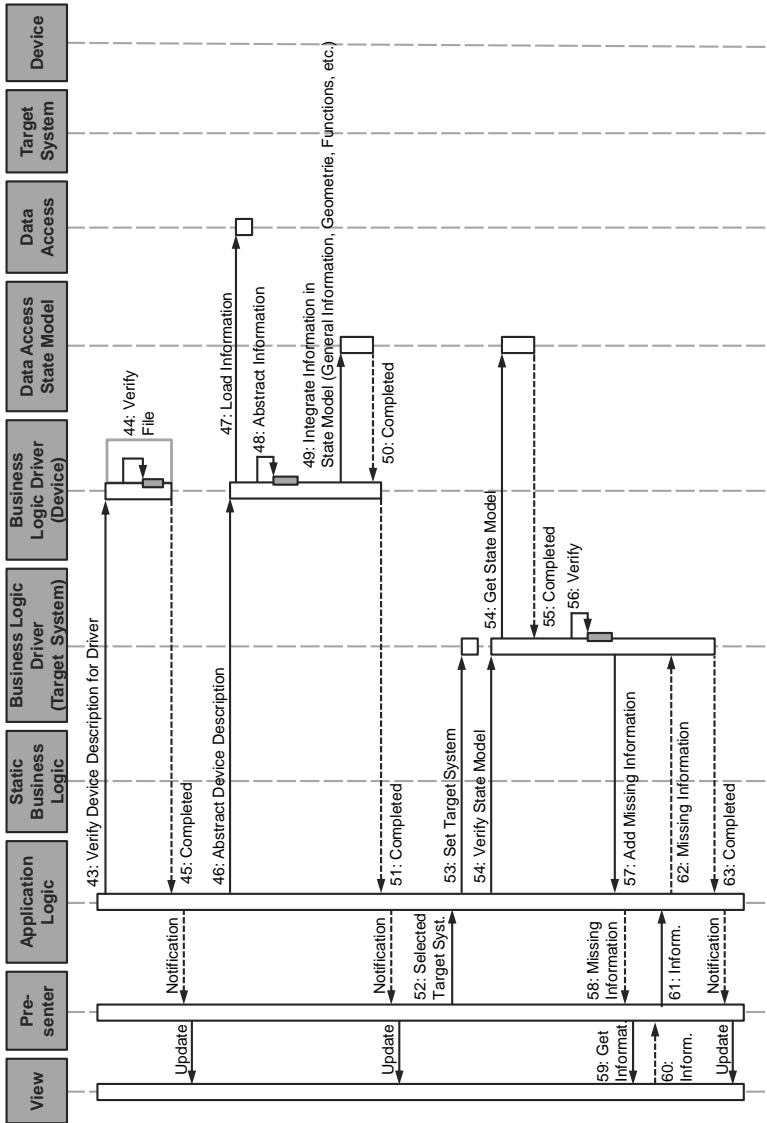 View
Pre-
senter
Application
Logic
Static
Business
Logic
Business Logic
Driver
(Target System)
Business
Logic Driver
(Device)
Data Access
State Model
Data
Access
Target
System
Device
43: Verify Device Description for Driver
44: Verify
File
45: Completed
Notification
Update
46: Abstract Device Description
47: Load Information
48: Abstract Information
49: Integrate Information in
State Model (General Information, Geometrie, Functions, etc.)
50: Completed
51: Completed
Notification
Update
52: Selected
Target Syst.
53: Set Target System
54: Verify State Model
54: Get State Model
55: Completed
56: Verify
57: Add Missing Information
58: Missing
Information
59: Get
Informat.
60:
Inform.
61: Inform.
62: Missing Information
63: Completed
Notification
Update